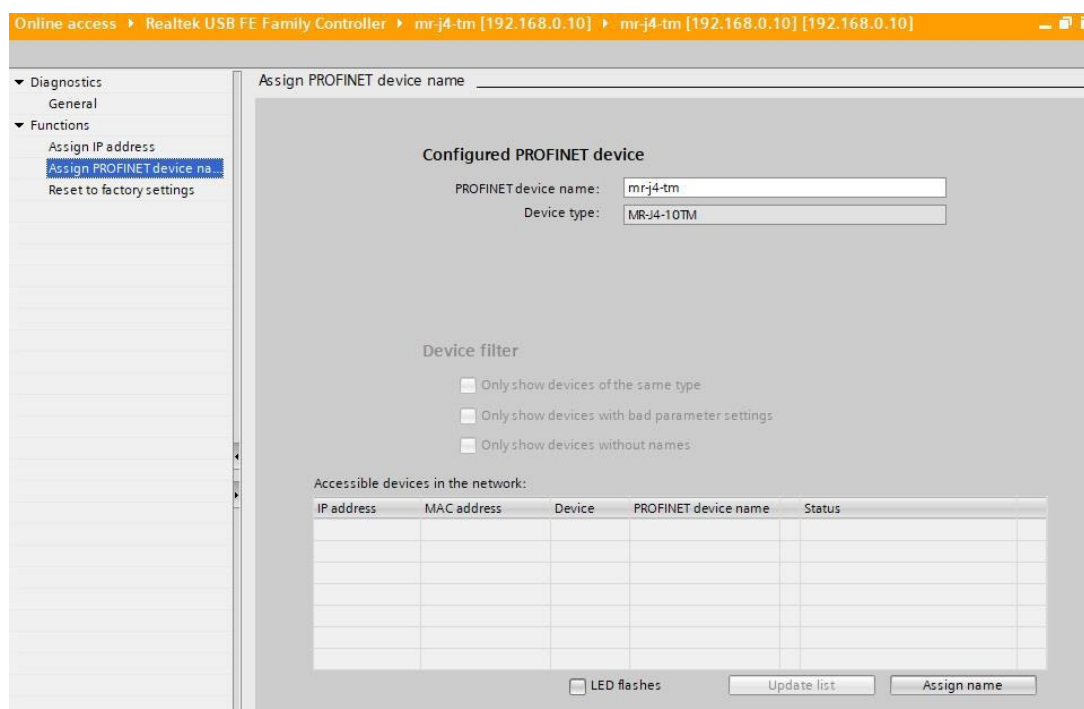 Online access ▸ Realtek USB FE Family Controller ▸ mr-j4-tm [192.168.0.10] ▸ mr-j4-tm [192.168.0.10] [192.168.0.10]
Diagnostics
General
Functions
Assign IP address
Assign PROFINET device na...
Reset to factory settings
Assign PROFINET device name
Configured PROFINET device
PROFINET device name: mr-j4-tm
Device type: MR-J4-10TM
Device filter
Only show devices of the same type
Only show devices with bad parameter settings
Only show devices without names
Accessible devices in the network:
IP address MAC address Device PROFINET device name Status
LED flashes Update list Assign name